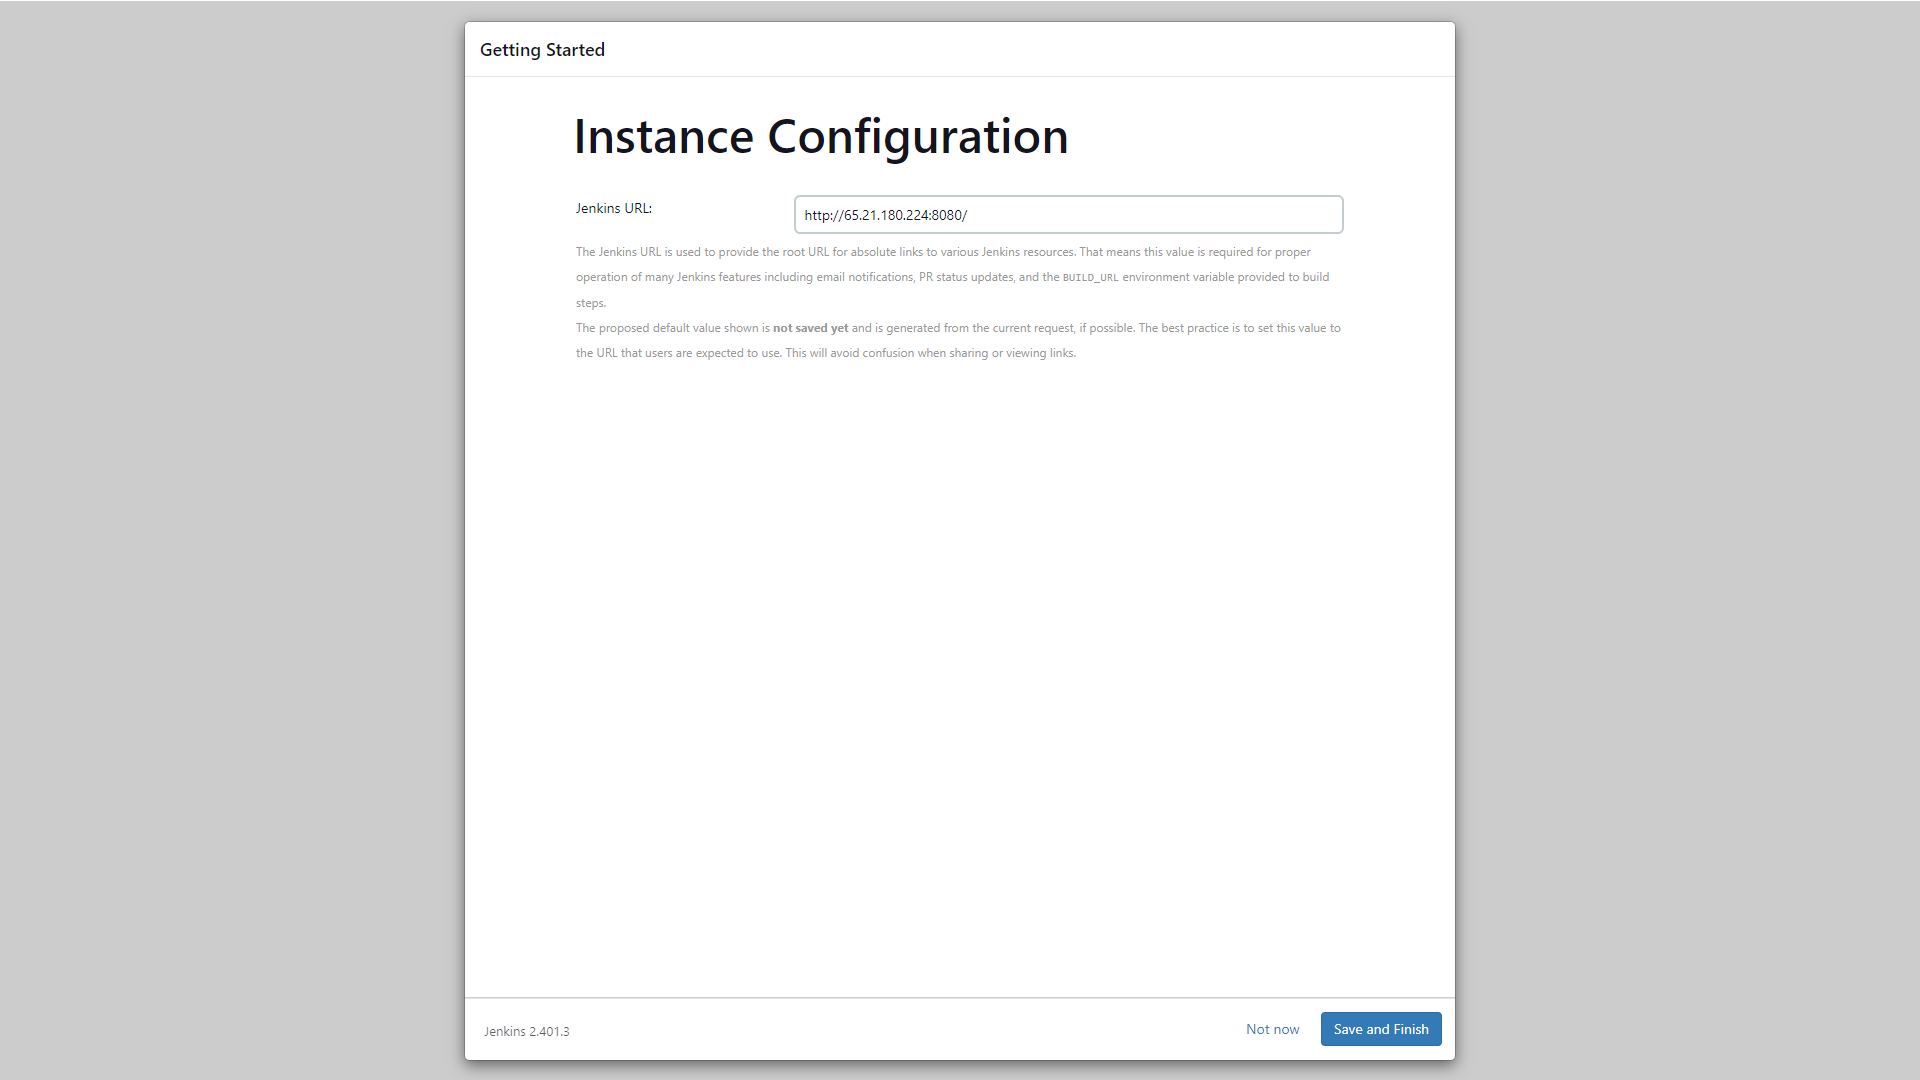 Getting Started
Instance Configuration
Jenkins URL:
http://65.21.180.224:8080/
The Jenkins URL is used to provide the root URL for absolute links to various Jenkins resources. That means this value is required for proper
operation of many Jenkins features including email notifications, PR status updates, and the BUILD_URL environment variable provided to build
steps.
The proposed default value shown is not saved yet and is generated from the current request, if possible. The best practice is to set this value to
the URL that users are expected to use. This will avoid confusion when sharing or viewing links.
Jenkins 2.401.3
Not now
Save and Finish